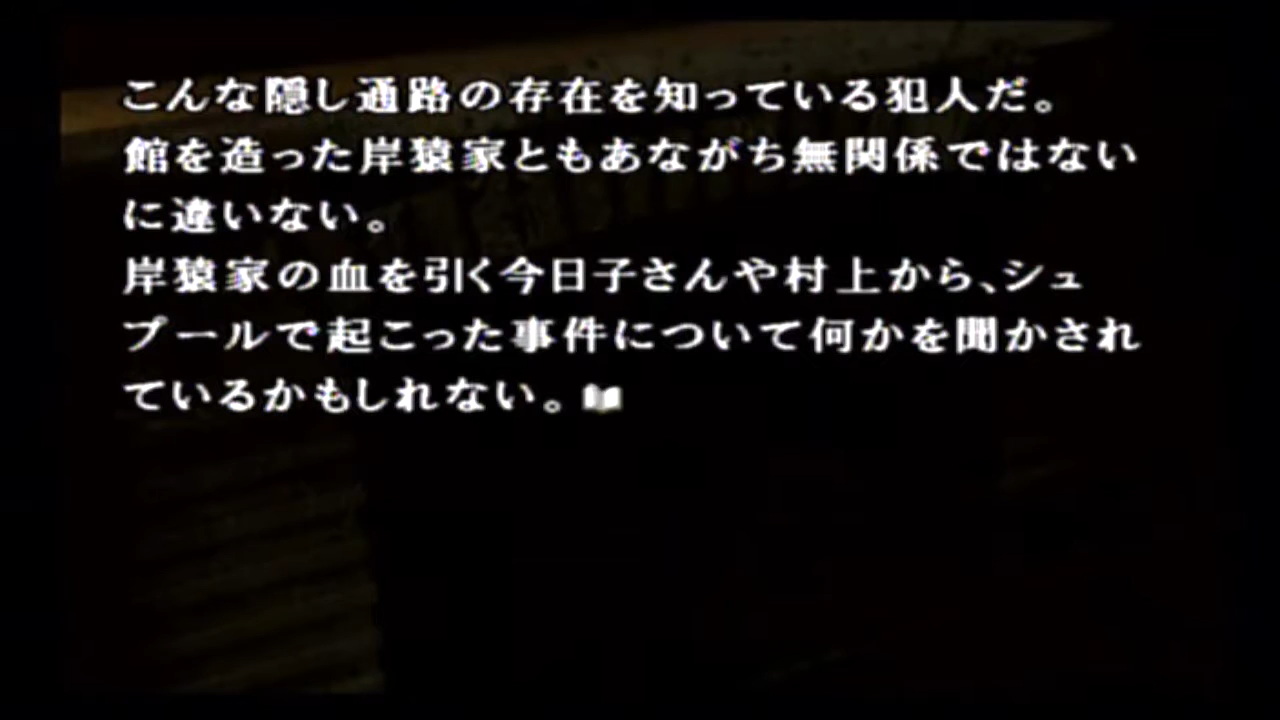 こんな隠し通路の存在を知っている犯人だ。
館を造った岸猿家ともあながち無関係ではない
に違いない。
岸猿家の血を引く今日子さんや村上から、シュ
プールで起こった事件について何かを聞かされ
ているかもしれない。